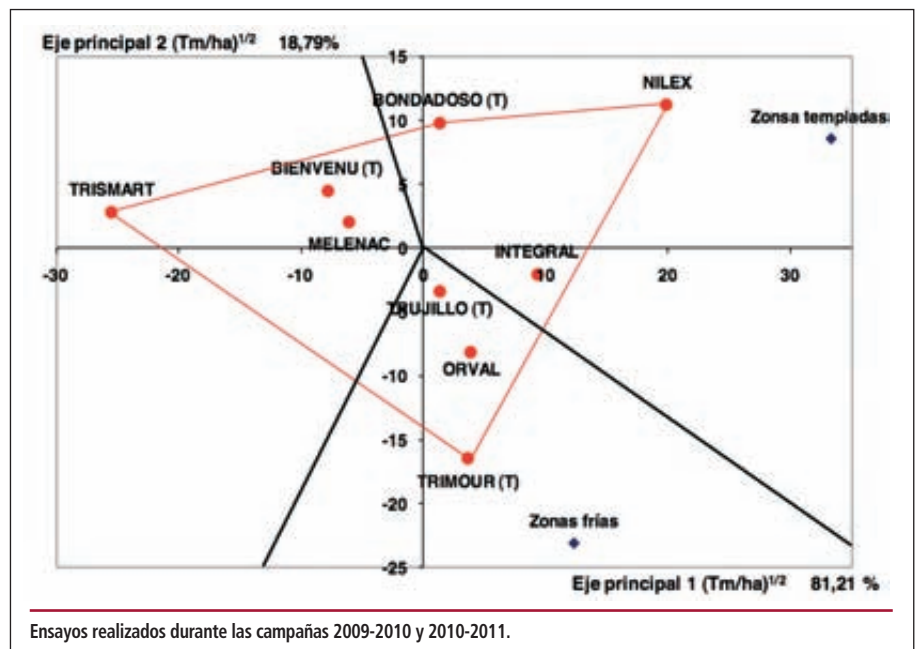 Eje principal 2 (Tm/ha)1/2 18,79%
15
NILEX
BONDADOSO (T)
10
Zonsa templadas
BIENVENU (T)
5
TRISMART
MELENAC
0
INTEGRAL
-30 -20 -10 0 10 20 30
TRUJILLO (T)
-5
ORVAL
-10
-15
TRIMOUR (T)
-20
Zonas frías
-25
Eje principal 1 (Tm/ha)1/2 81,21 %
Ensayos realizados durante las campañas 2009-2010 y 2010-2011.